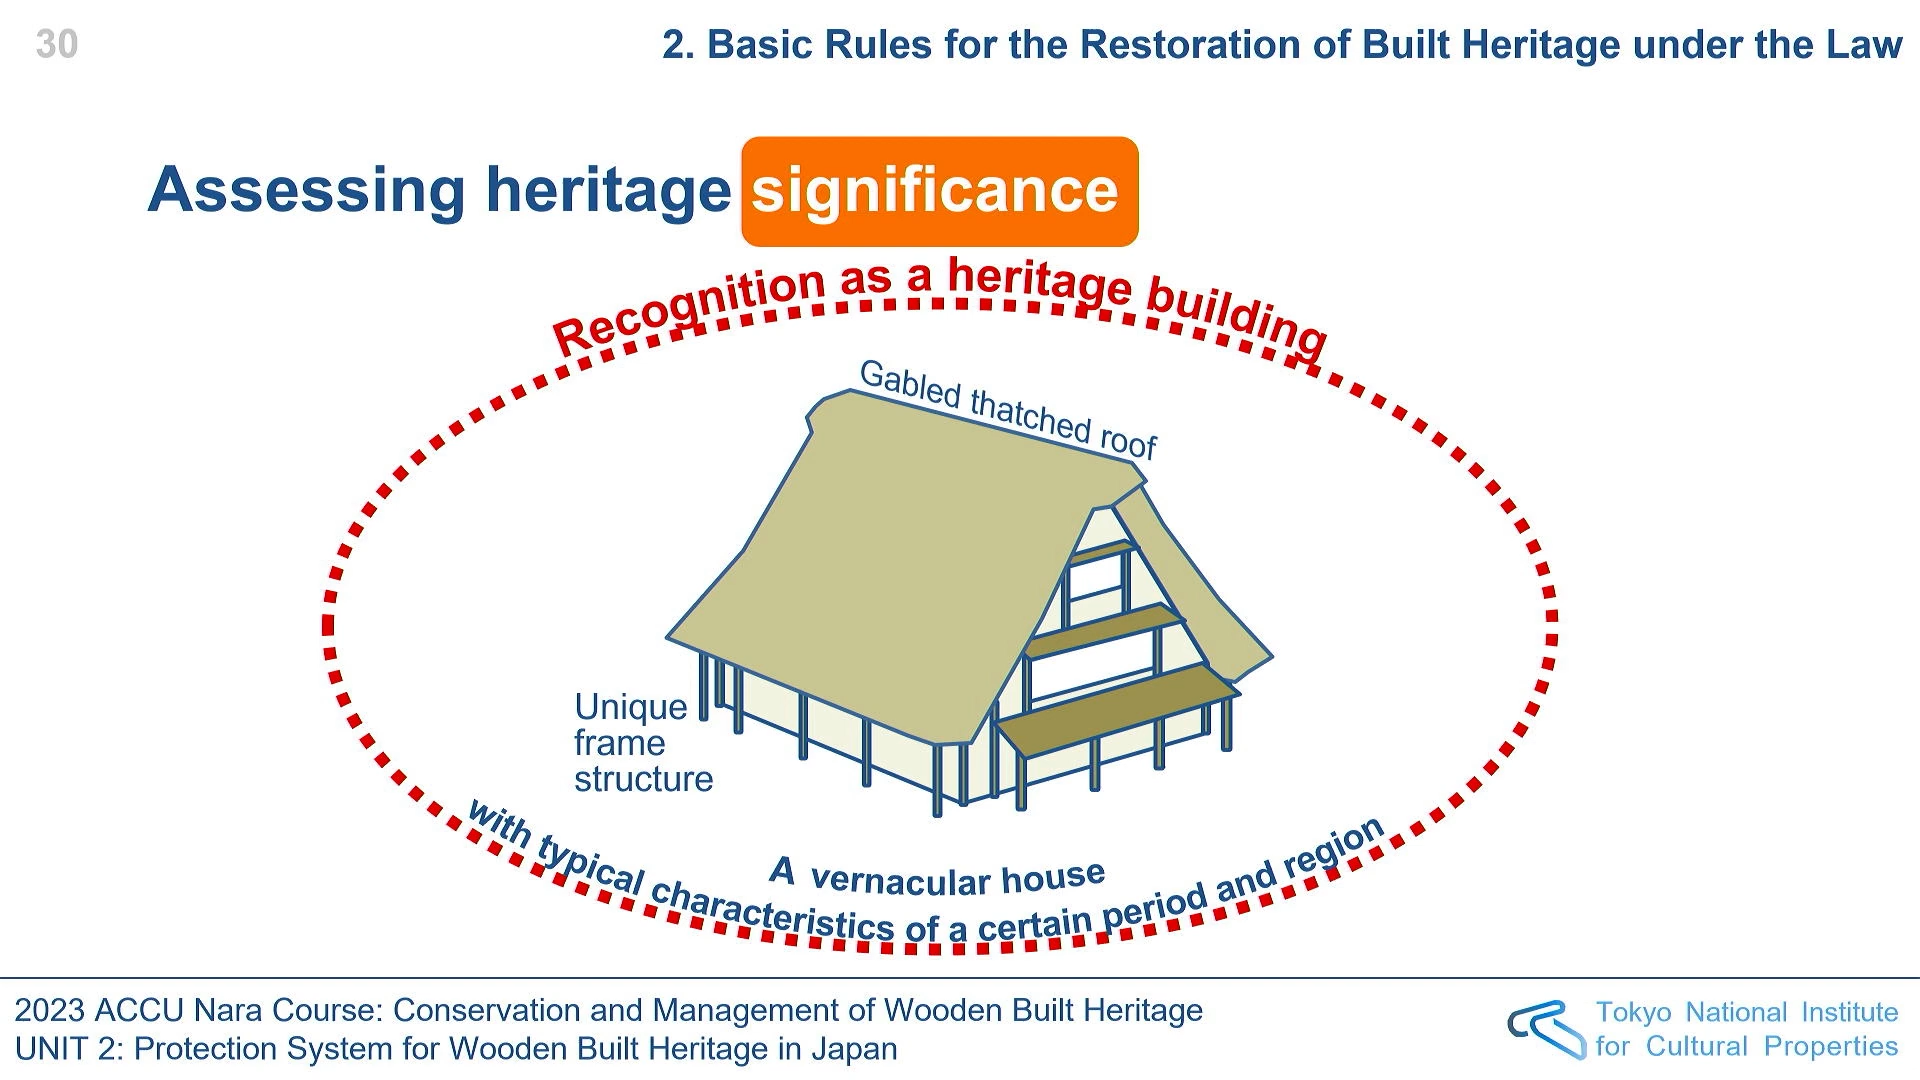 30
2. Basic Rules for the Restoration of Built Heritage under the Law
Assessing heritage significance
Recognition as a heritage building
Gabled thatched roof
Unique
frame
structure
A vernacular house
with typical characteristics of a certain period and region
2023 ACCU Nara Course: Conservation and Management of Wooden Built Heritage
UNIT 2: Protection System for Wooden Built Heritage in Japan
Tokyo National Institute
for Cultural Properties